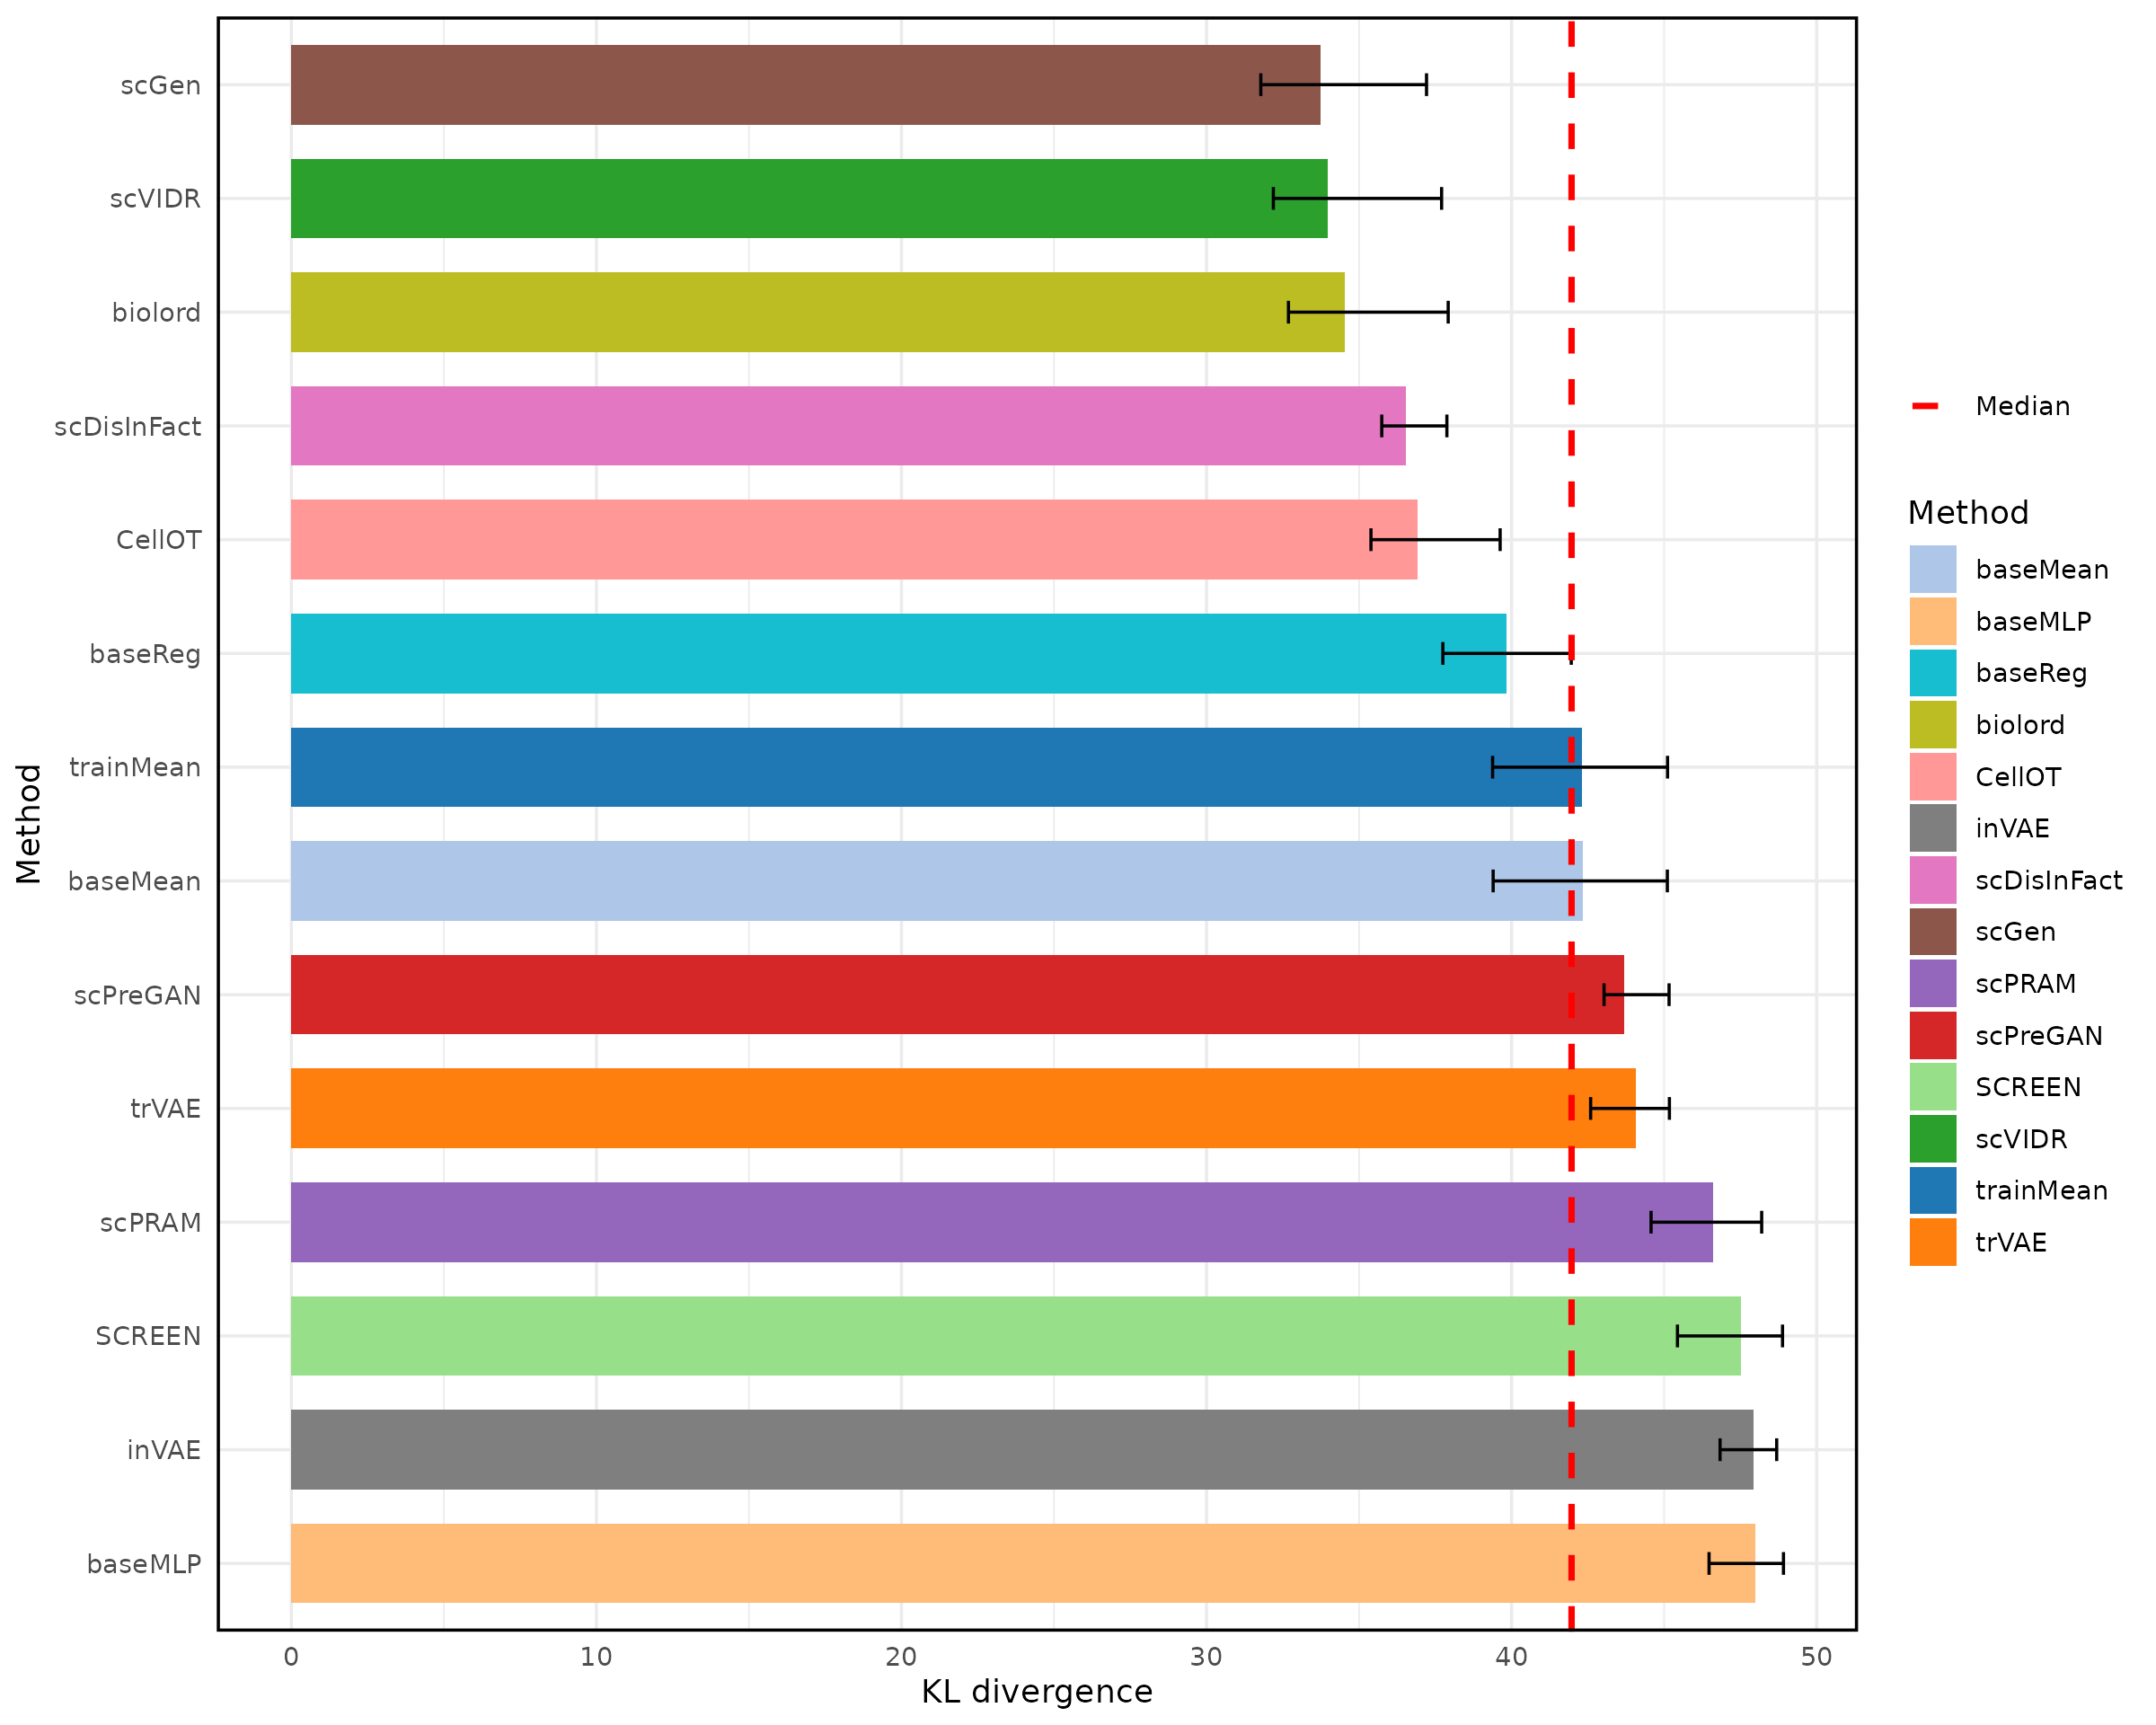 scGen
scVIDR
biolord
scDisInFact
CellOT
baseReg
trainMean
baseMean
scPreGAN
trVAE
scPRAM
SCREEN
inVAE
baseMLP
Method
0 10 20 30 40 50
KL divergence
Median
Method
baseMean
baseMLP
baseReg
biolord
CellOT
inVAE
scDisInFact
scGen
scPRAM
scPreGAN
SCREEN
scVIDR
trainMean
trVAE